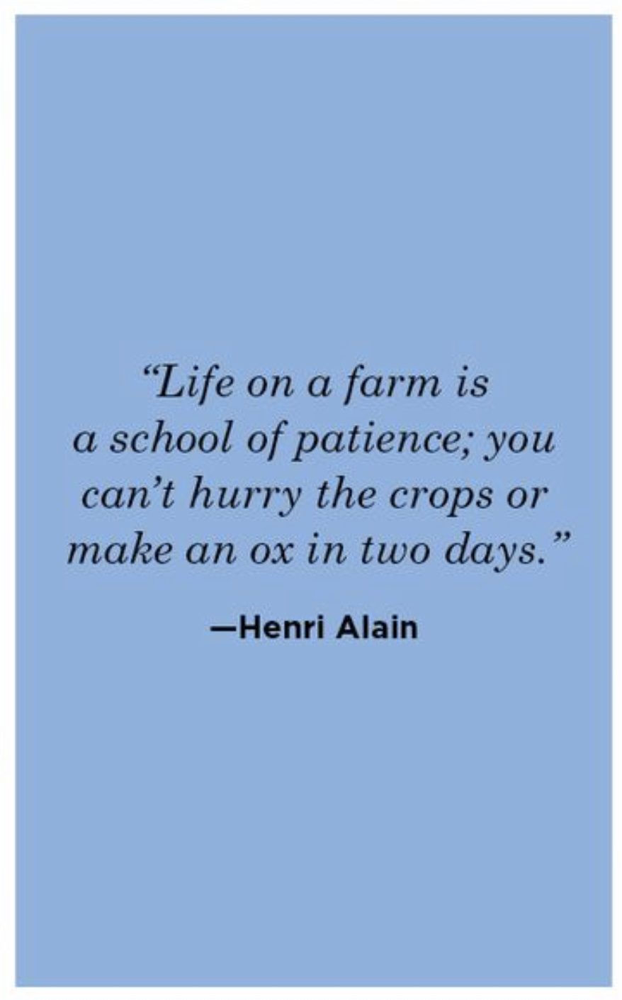 “Life on a farm is
a school of patience; you
can’t hurry the crops or
make an ox in two days.”
—Henri Alain